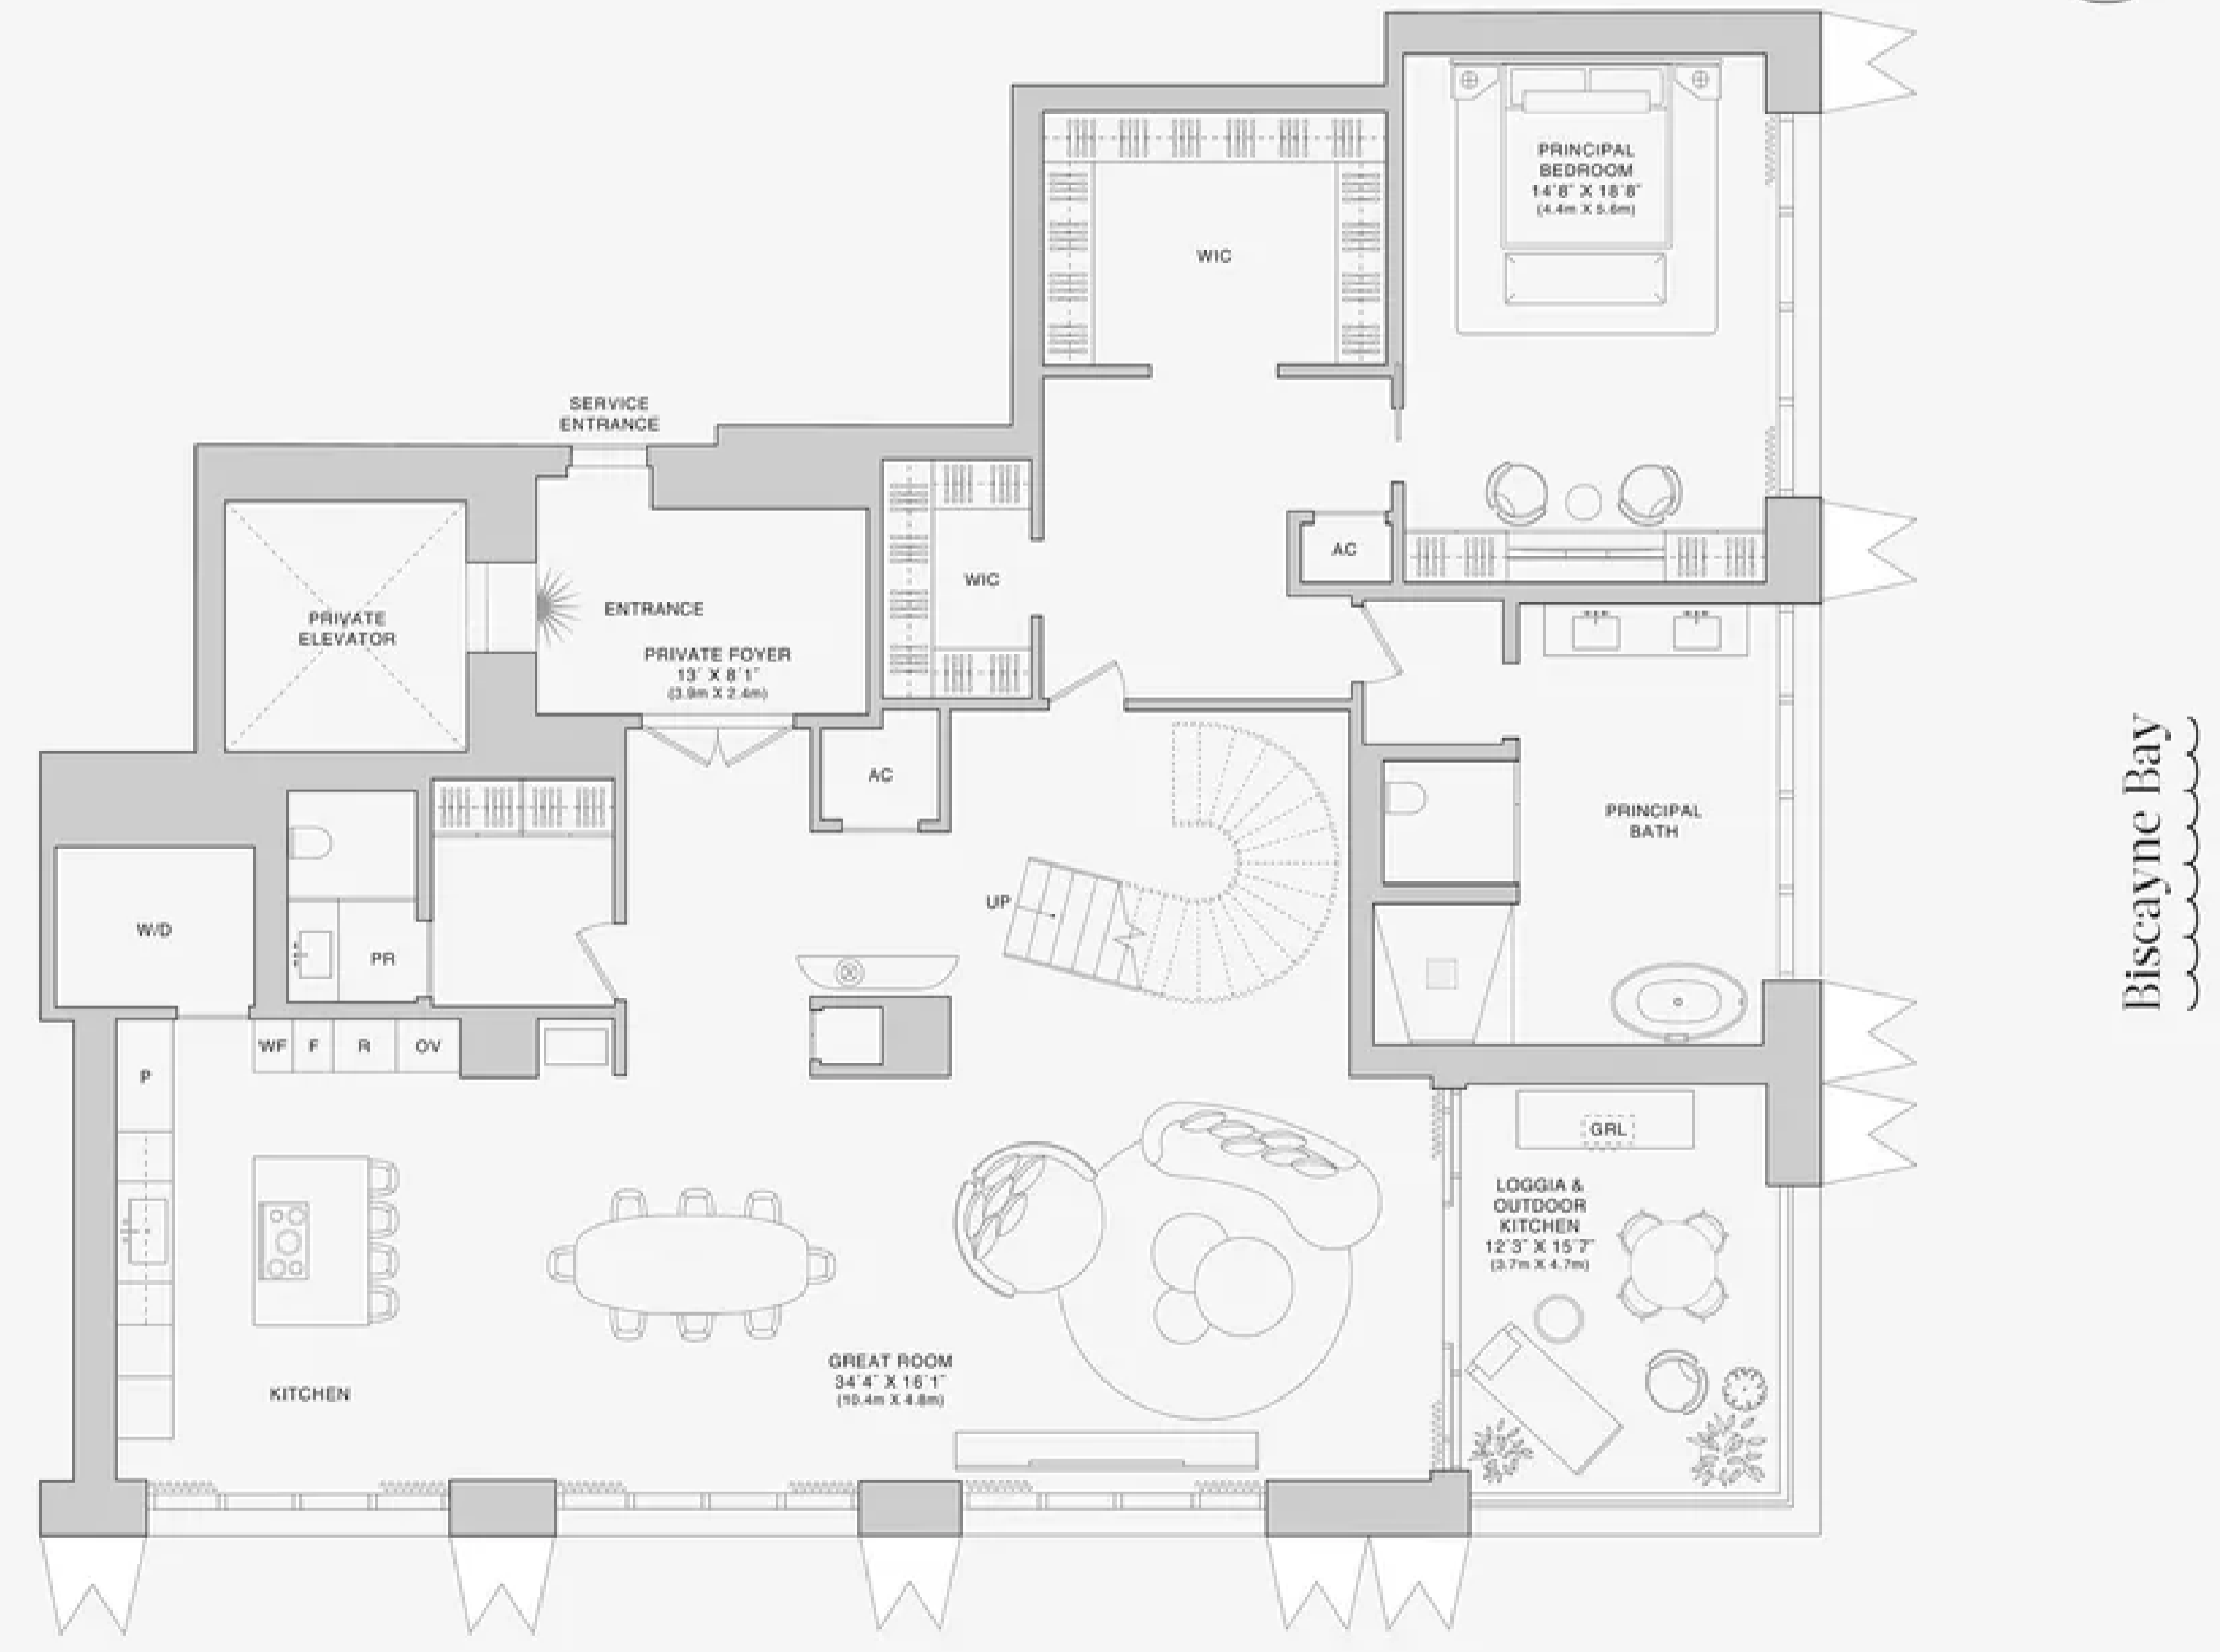 PRINCIPAL
BEDROOM
14'8" X 18'8"
(4.4m X 5.6m)
WIC
SERVICE
ENTRANCE
AC
WIC
PRIVATE
ELEVATOR
ENTRANCE
PRIVATE FOYER
13' X 8'1"
(3.9m X 2.4m)
AC
PRINCIPAL
BATH
Biscayne Bay
UP
W/D
PR
WF
F
R
OV
P
GRL
LOGGIA &
OUTDOOR
KITCHEN
12'3" X 15'7"
(3.7m X 4.7m)
GREAT ROOM
34'4" X 16'1"
(10.4m X 4.8m)
KITCHEN